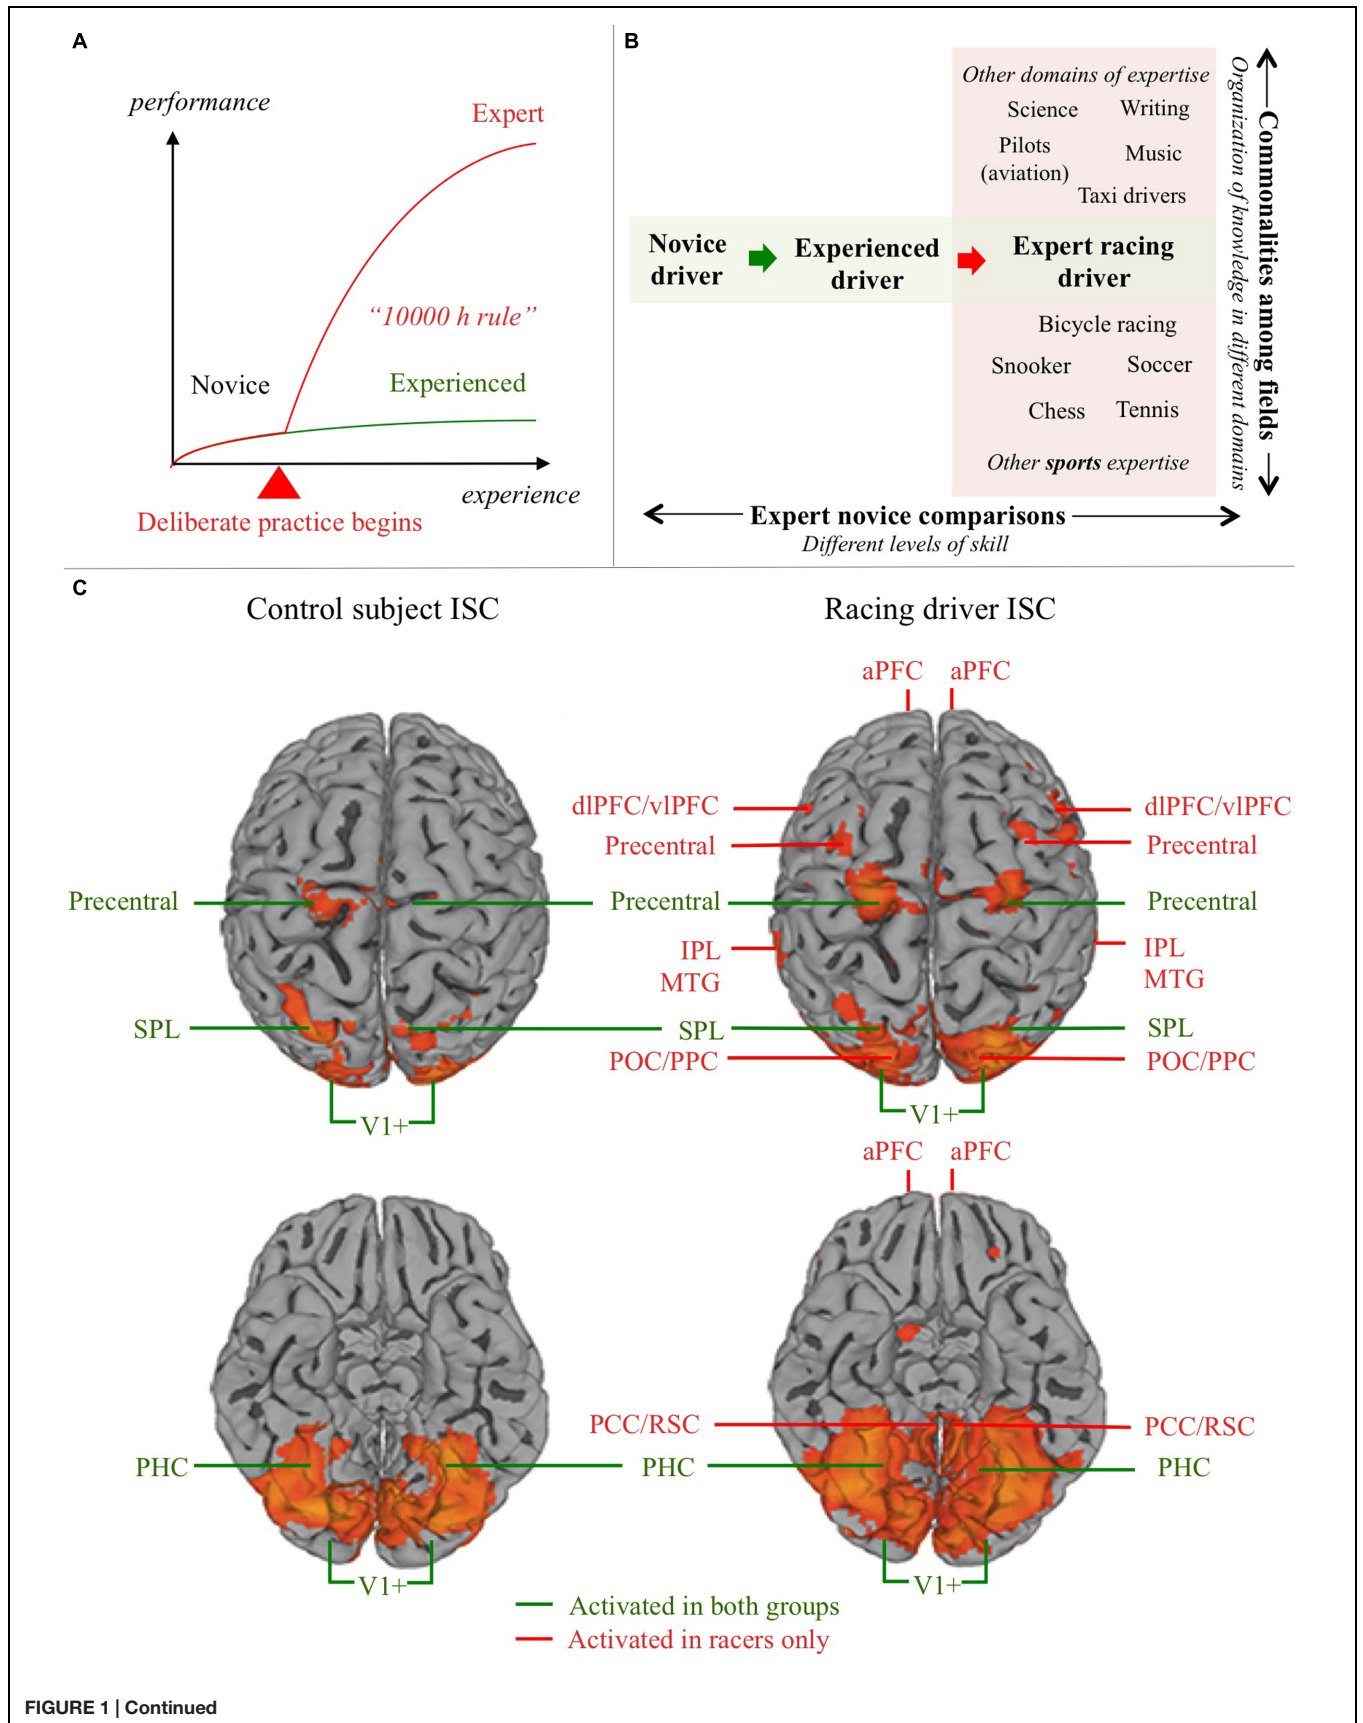 A
performance
Expert
“10000 h rule”
Novice
Experienced
experience
Deliberate practice begins
B
Other domains of expertise
Science Writing
Pilots
(aviation)
Music
Taxi drivers
Novice
driver
Experienced
driver
Expert racing
driver
Bicycle racing
Snooker Soccer
Chess Tennis
Other sports expertise
Commonalities among fields
Organization of knowledge in different domains
Expert novice comparisons
Different levels of skill
C
Control subject ISC
Racing driver ISC
aPFC aPFC
dlPFC/vlPFC dlPFC/vlPFC
Precentral Precentral
Precentral Precentral Precentral
IPL IPL
MTG MTG
SPL SPL SPL
POC/PPC POC/PPC
V1+ V1+
aPFC aPFC
PCC/RSC PCC/RSC
PHC PHC PHC
V1+ V1+
Activated in both groups
Activated in racers only
FIGURE 1 | Continued